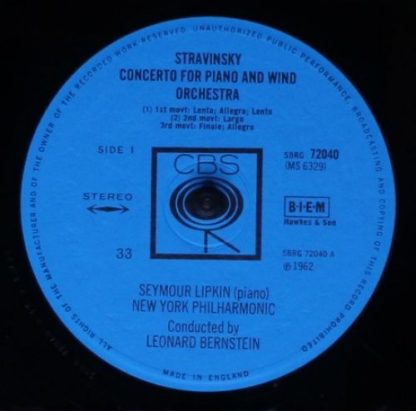 ALL RIGHTS OF THE MANUFACTURER AND OF THE OWNER OF THE RECORDED WORK RESERVED. UNAUTHORIZED PUBLIC PERFORMANCE, BROADCASTING AND COPYING OF THIS RECORD PROHIBITED.
STRAVINSKY
CONCERTO FOR PIANO AND WIND
ORCHESTRA
(1) 1st movt: Lento; Allegro; Lento
(2) 2nd movt: Largo
3rd movt: Finale; Allegro
SIDE 1
CBS
SBRG 72040
(MS 6329)
STEREO
B·I·E·M
Hawkes & Son
33
SBRG 72040 A
℗ 1962
SEYMOUR LIPKIN (piano)
NEW YORK PHILHARMONIC
Conducted by
LEONARD BERNSTEIN
MADE IN ENGLAND